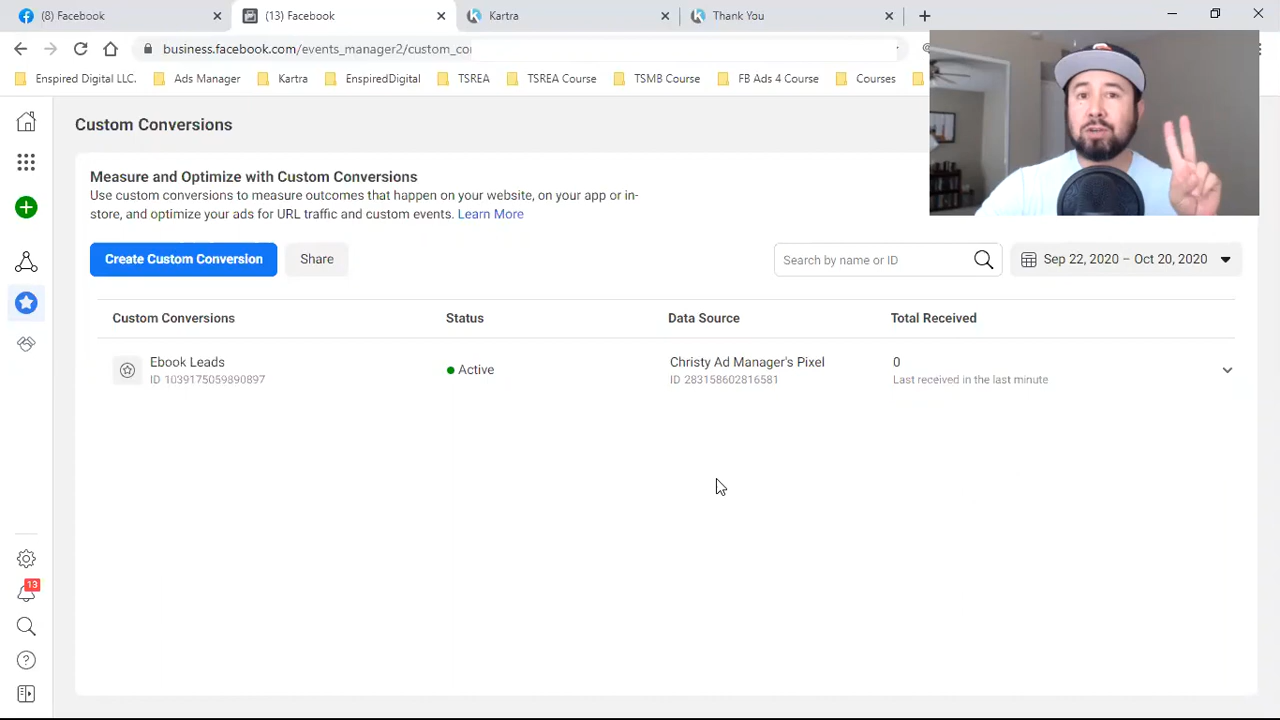 (8) Facebook
(13) Facebook
Kartra
Thank You
business.facebook.com/events_manager2/custom_co
Enspired Digital LLC.
Ads Manager
Kartra
EnspiredDigital
TSREA
TSREA Course
TSMB Course
FB Ads 4 Course
Courses
Custom Conversions
Measure and Optimize with Custom Conversions
Use custom conversions to measure outcomes that happen on your website, on your app or in-
store, and optimize your ads for URL traffic and custom events. Learn More
Create Custom Conversion
Share
Search by name or ID
Sep 22, 2020 – Oct 20, 2020
Custom Conversions
Status
Data Source
Total Received
Ebook Leads
ID 1039175059890897
Active
Christy Ad Manager's Pixel
ID 283158602816581
0
Last received in the last minute
13